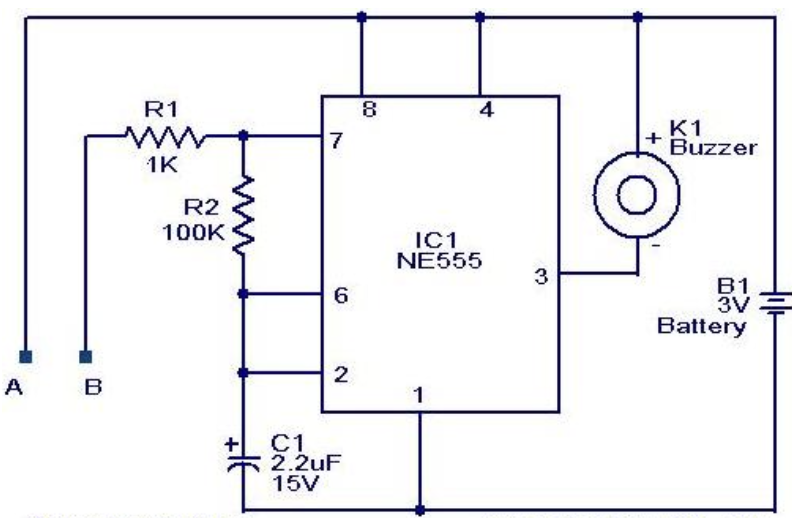 8
4
R1
1K
7
+
K1
Buzzer
R2
100K
IC1
NE555
-
3
B1
3V
Battery
6
A
B
2
1
+
C1
2.2uF
15V